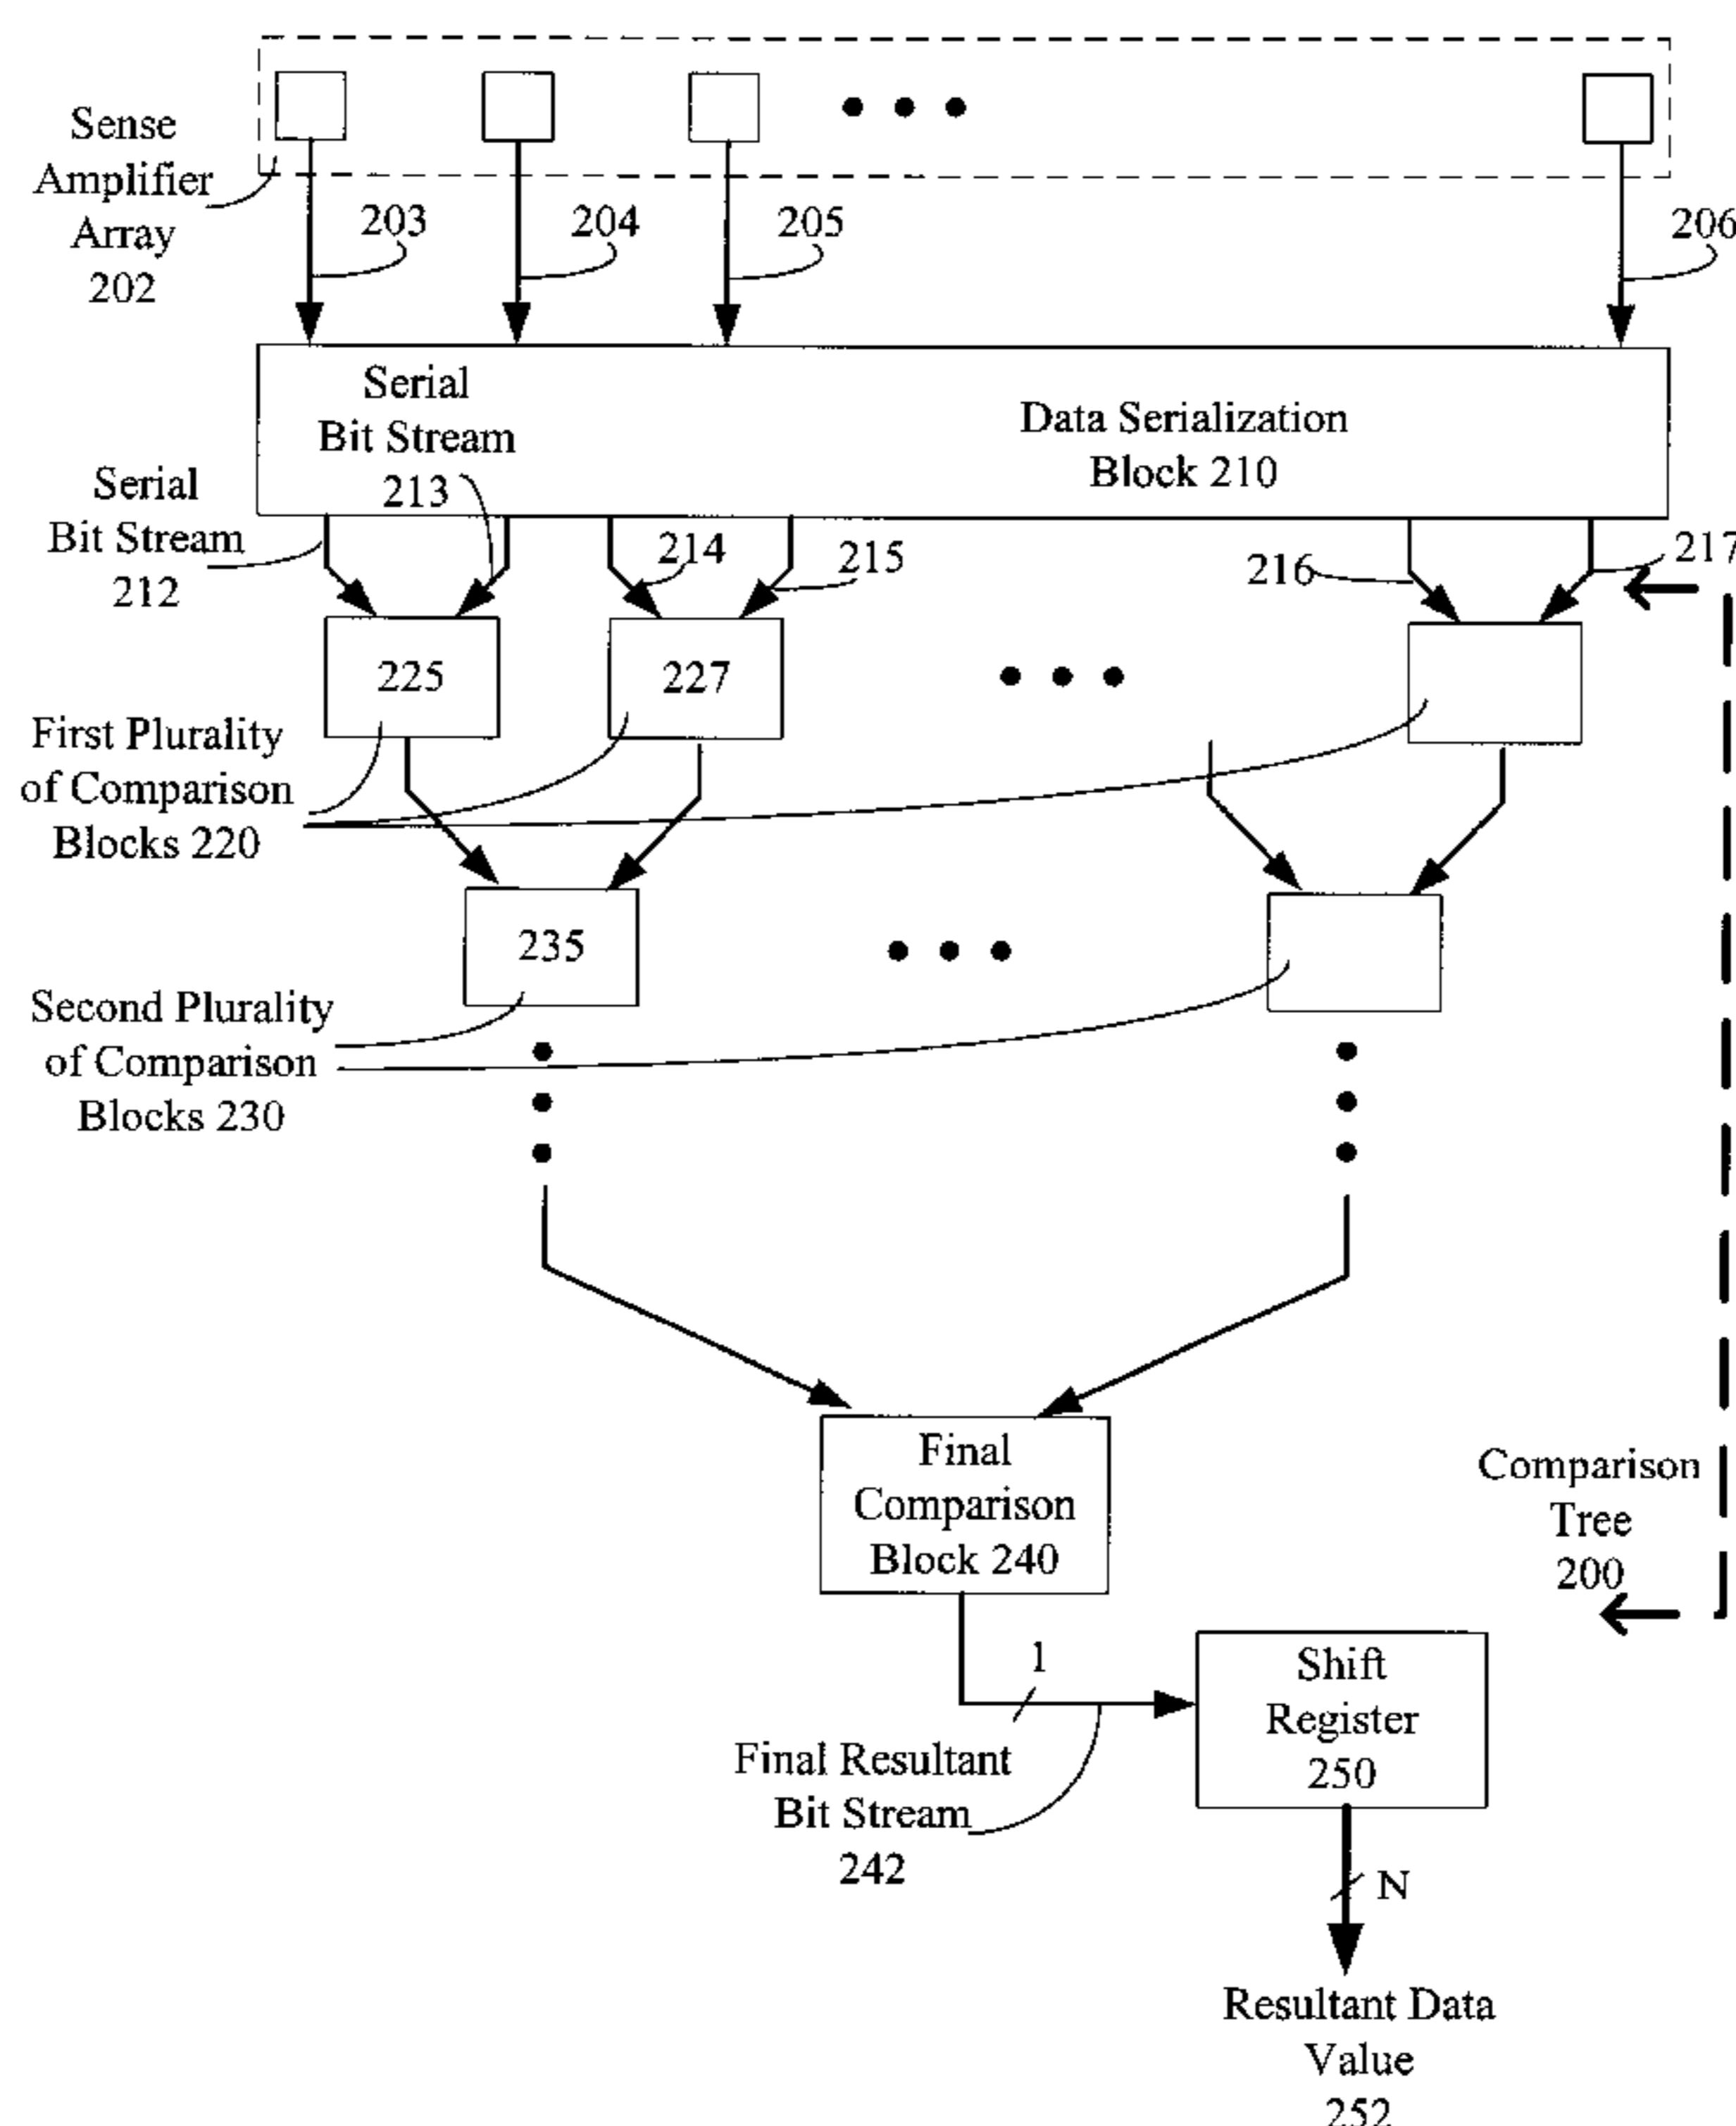 Sense
Amplifier
Array
202
203
204
205
206
Serial
Bit Stream
213
Data Serialization
Block 210
Serial
Bit Stream
212
214
215
216
217
225
227
First Plurality
of Comparison
Blocks 220
235
Second Plurality
of Comparison
Blocks 230
Final
Comparison
Block 240
Comparison
Tree
200
1
Shift
Register
250
Final Resultant
Bit Stream
242
N
Resultant Data
Value
252